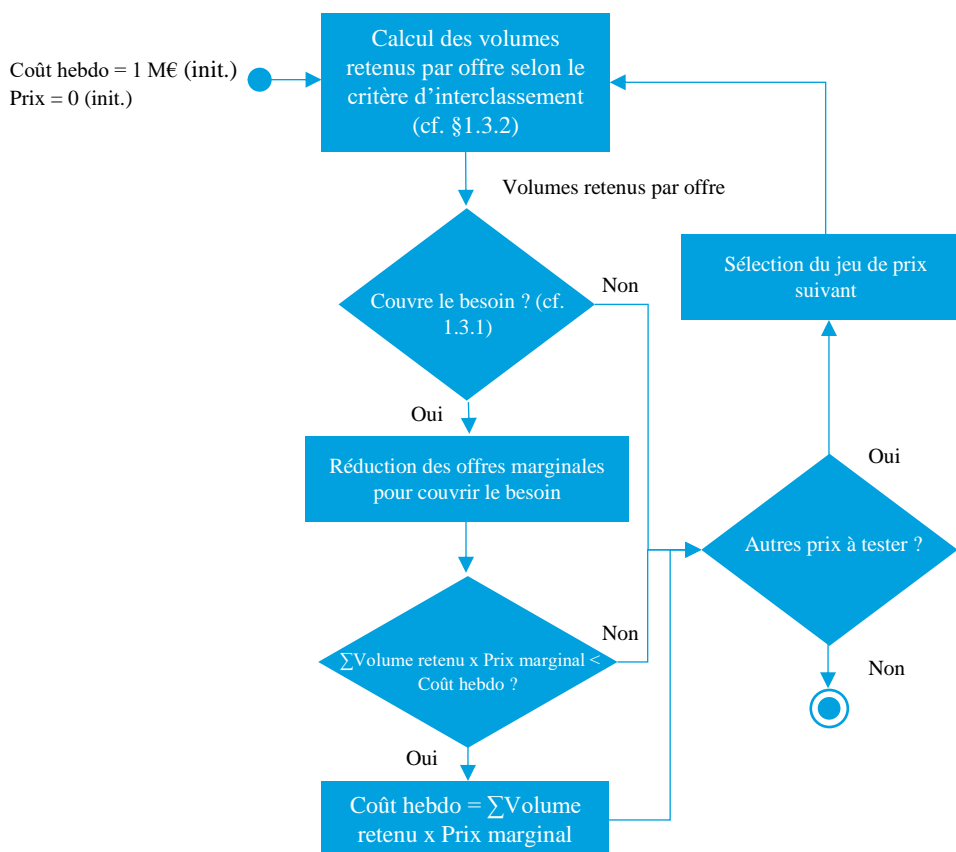 Coût hebdo = 1 M€ (init.)
Prix = 0 (init.)
Calcul des volumes
retenus par offre selon le
critère d’interclassement
(cf. §1.3.2)
Volumes retenus par offre
Couvre le besoin ? (cf.
1.3.1)
Non
Sélection du jeu de prix
suivant
Oui
Réduction des offres marginales
pour couvrir le besoin
Oui
Autres prix à tester ?
Non
∑Volume retenu x Prix marginal <
Coût hebdo ?
Non
Oui
Coût hebdo = ∑Volume
retenu x Prix marginal